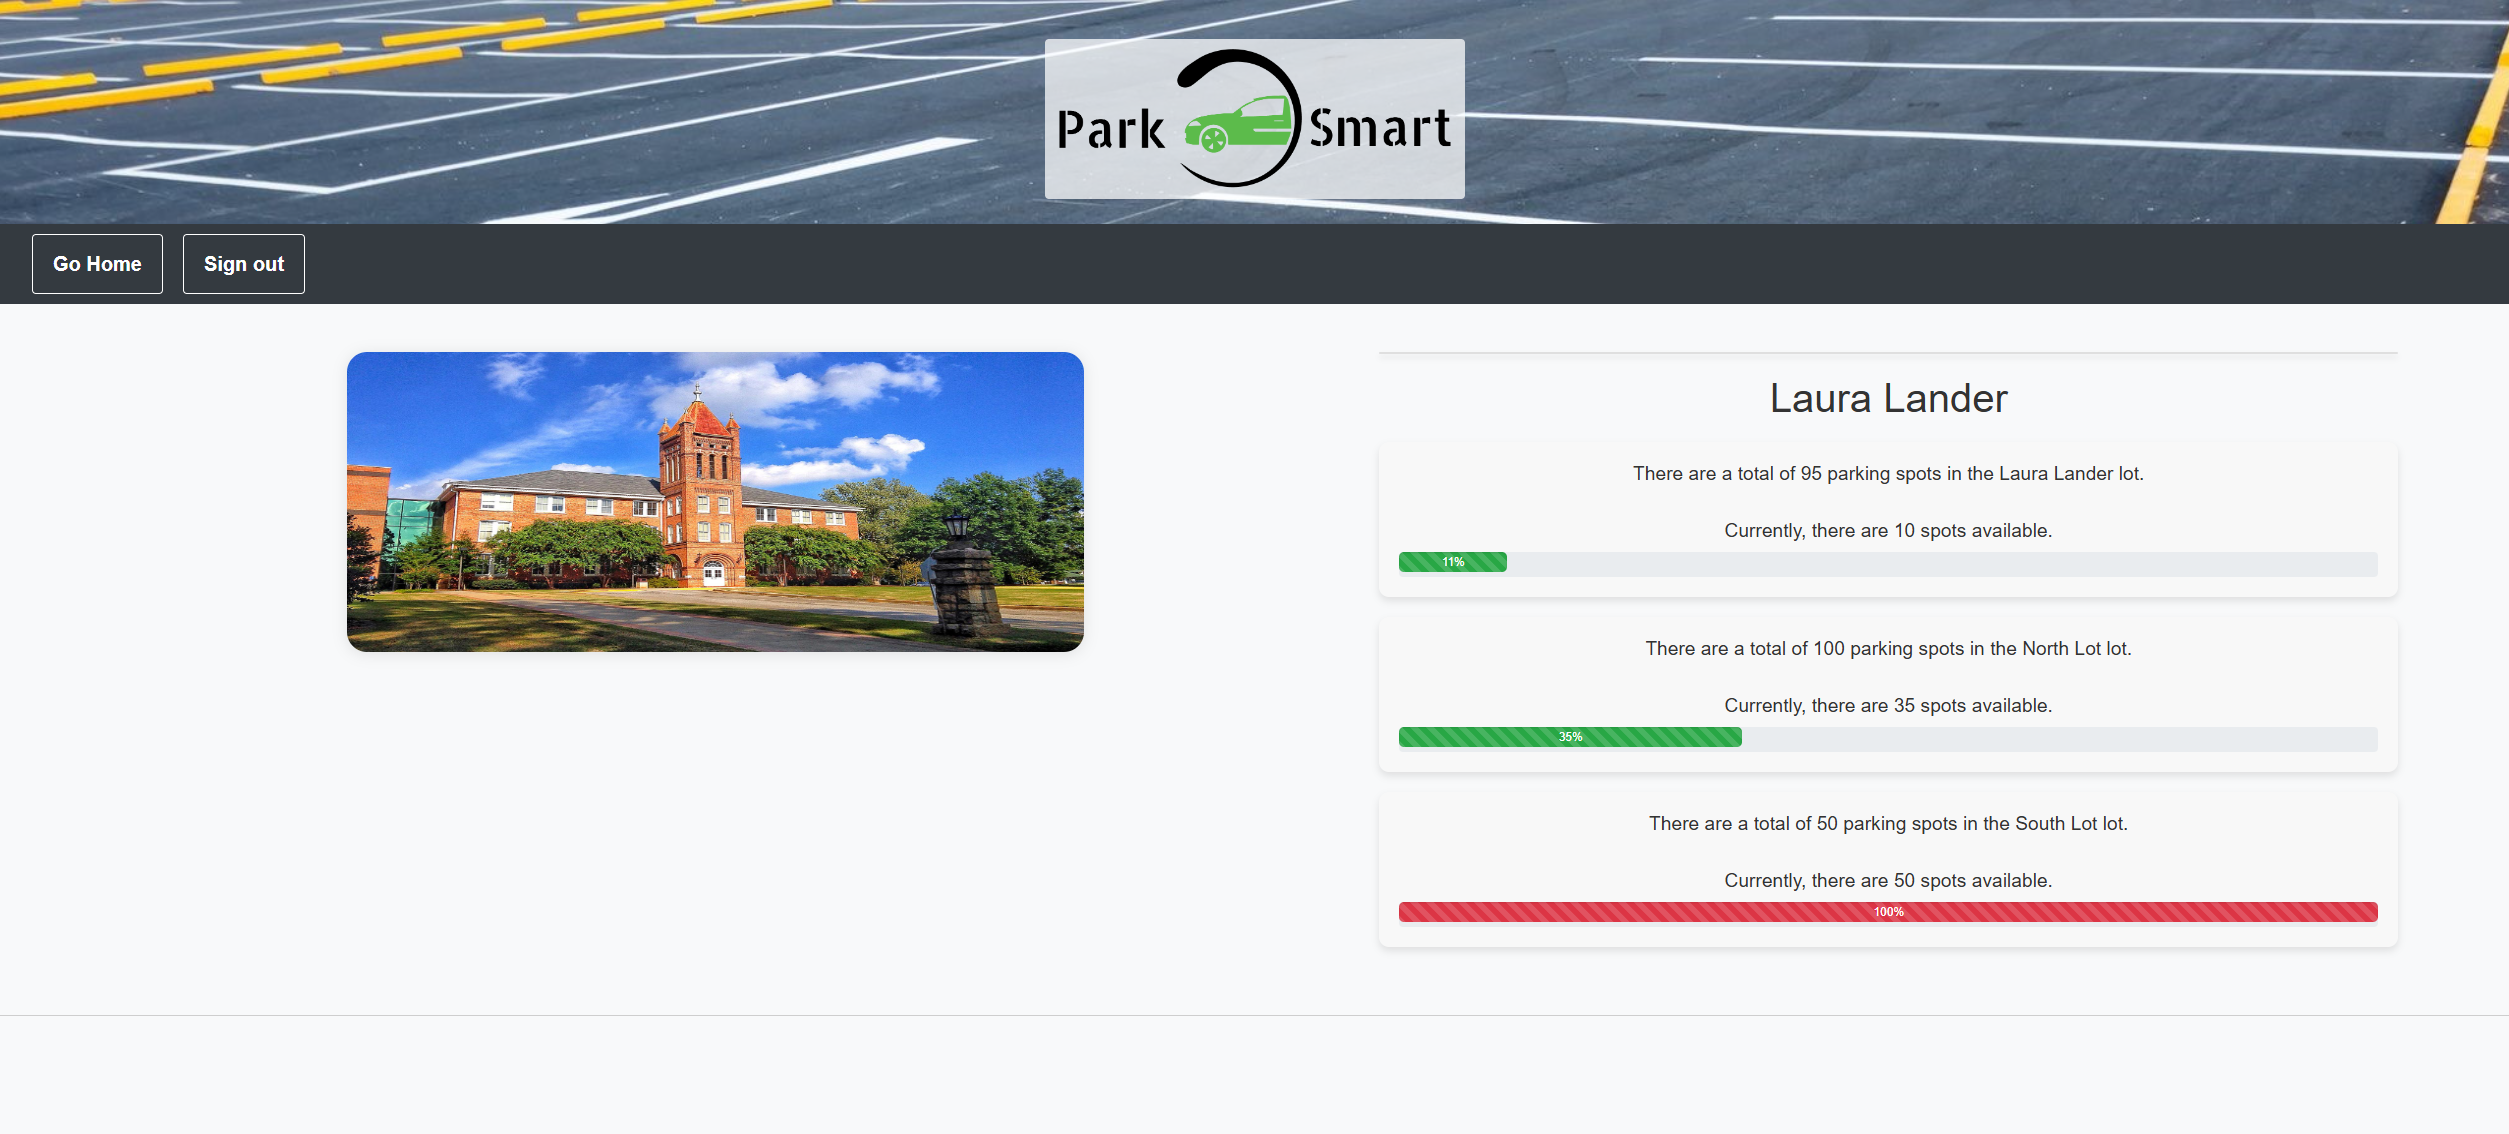 Park Smart
Go Home
Sign out
Laura Lander
There are a total of 95 parking spots in the Laura Lander lot.
Currently, there are 10 spots available.
11%
There are a total of 100 parking spots in the North Lot lot.
Currently, there are 35 spots available.
35%
There are a total of 50 parking spots in the South Lot lot.
Currently, there are 50 spots available.
100%